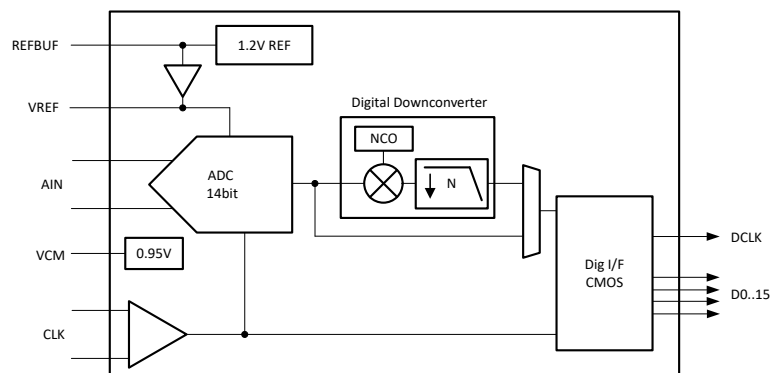 REFBUF
1.2V REF
VREF
Digital Downconverter
NCO
ADC
14bit
N
AIN
VCM
0.95V
Dig I/F
CMOS
DCLK
D0..15
CLK